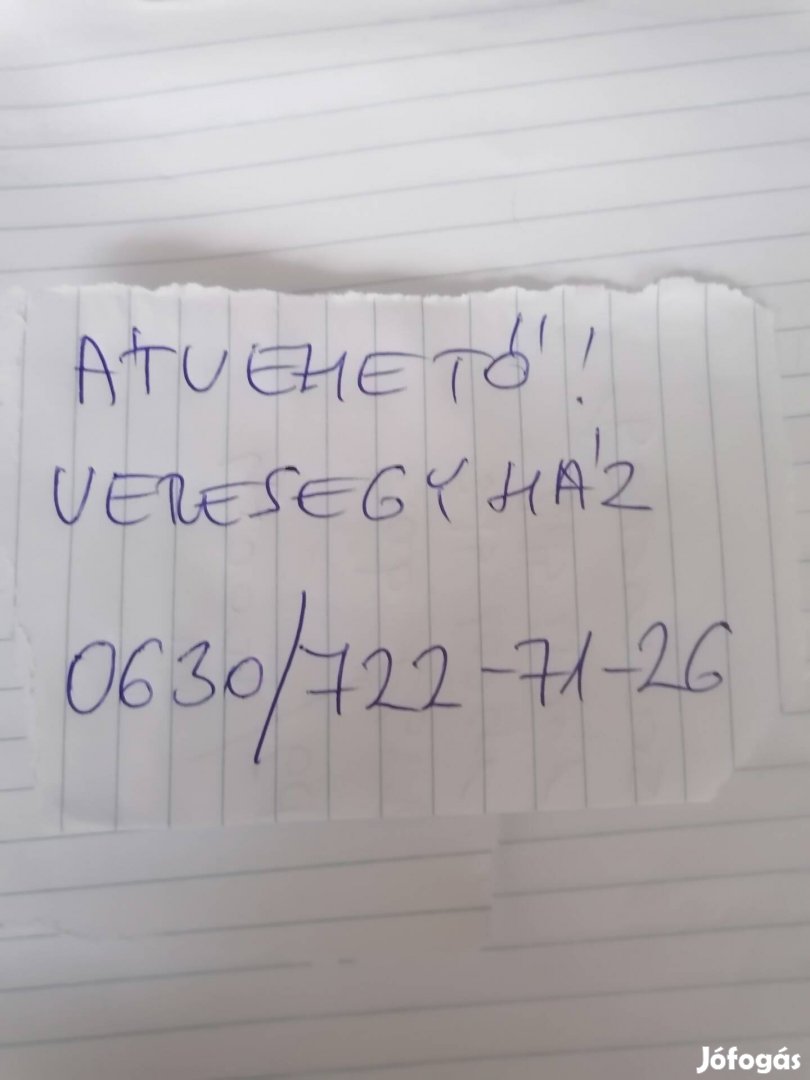 ÁTVEHETŐ!
VERESEGYHÁZ
0630/722-71-26
Jófogás